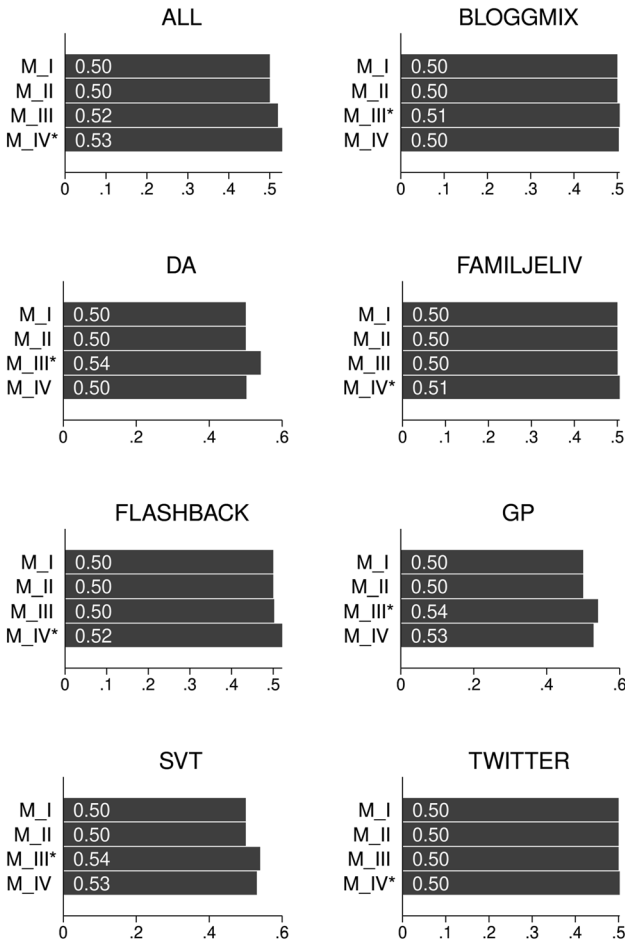 ALL
M_I 0.50
M_II 0.50
M_III 0.52
M_IV* 0.53
0 .1 .2 .3 .4 .5
BLOGGMIX
M_I 0.50
M_II 0.50
M_III* 0.51
M_IV 0.50
0 .1 .2 .3 .4 .5
DA
M_I 0.50
M_II 0.50
M_III* 0.54
M_IV 0.50
0 .2 .4 .6
FAMILJELIV
M_I 0.50
M_II 0.50
M_III 0.50
M_IV* 0.51
0 .1 .2 .3 .4 .5
FLASHBACK
M_I 0.50
M_II 0.50
M_III 0.50
M_IV* 0.52
0 .1 .2 .3 .4 .5
GP
M_I 0.50
M_II 0.50
M_III* 0.54
M_IV 0.53
0 .2 .4 .6
SVT
M_I 0.50
M_II 0.50
M_III* 0.54
M_IV 0.53
0 .2 .4 .6
TWITTER
M_I 0.50
M_II 0.50
M_III 0.50
M_IV* 0.50
0 .1 .2 .3 .4 .5